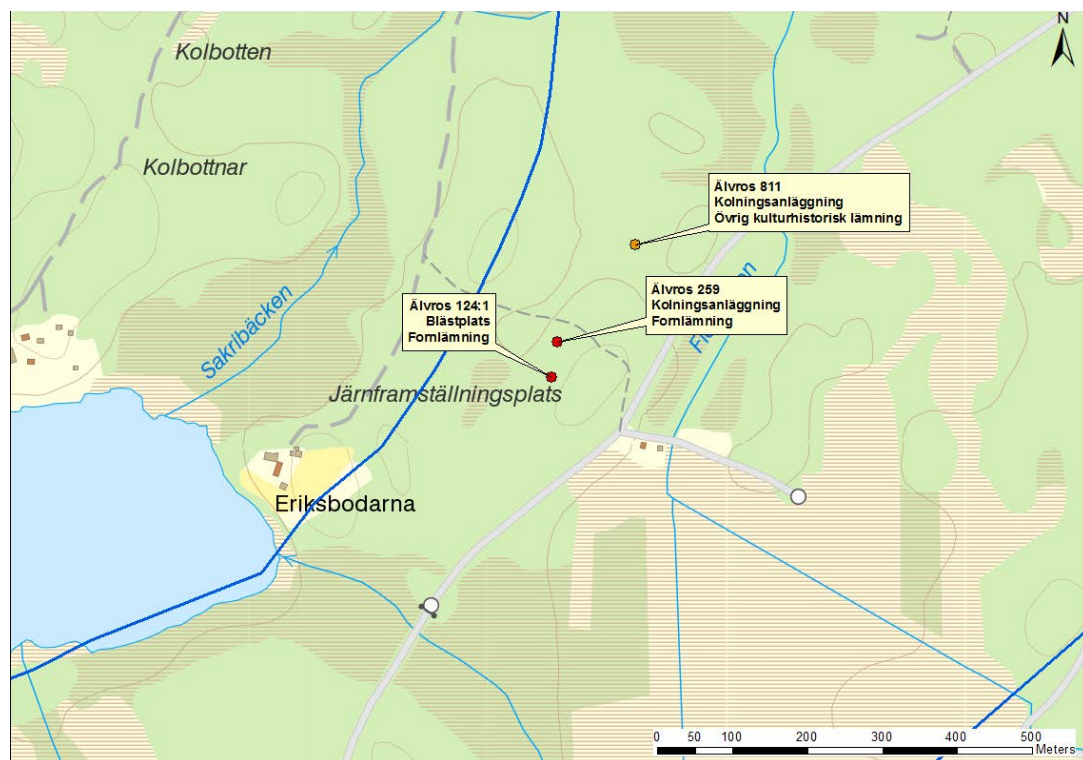 N
Kolbotten
Kolbottnar
Älvros 811
Kolningsanläggning
Övrig kulturhistorisk lämning
Sakribäcken
Älvros 259
Kolningsanläggning
Fornlämning
Älvros 124:1
Blästplats
Fornlämning
Järnframställningsplats
Eriksbodarna
0 50 100 200 300 400 500
Meters